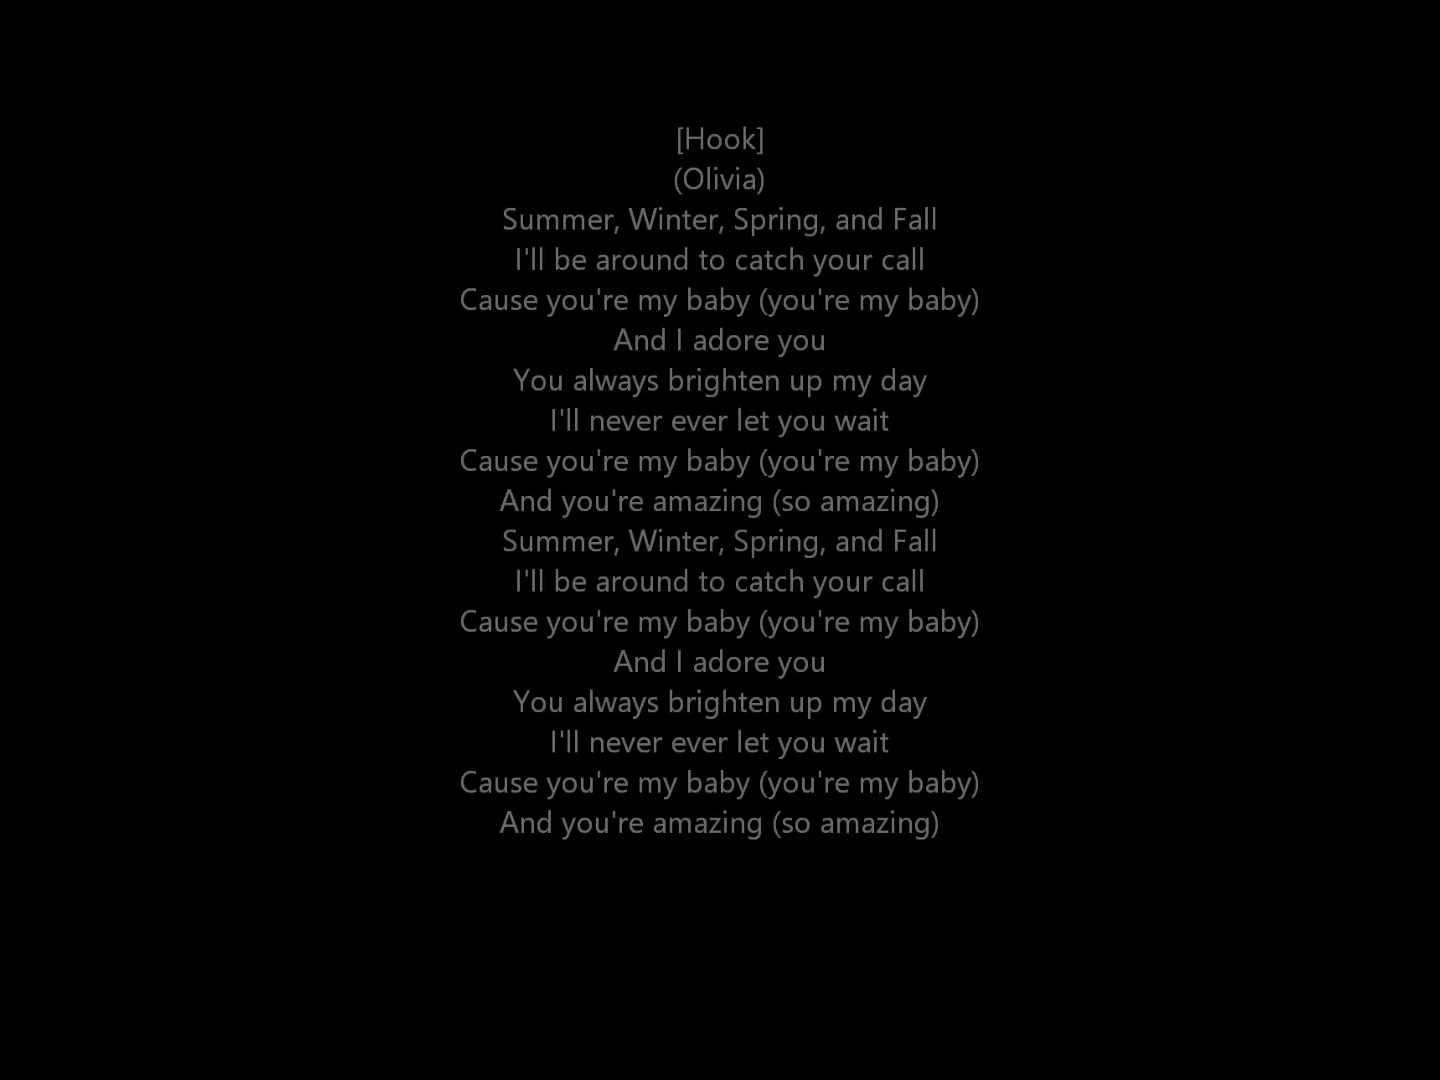 [Hook]
(Olivia)
Summer, Winter, Spring, and Fall
I'll be around to catch your call
Cause you're my baby (you're my baby)
And I adore you
You always brighten up my day
I'll never ever let you wait
Cause you're my baby (you're my baby)
And you're amazing (so amazing)
Summer, Winter, Spring, and Fall
I'll be around to catch your call
Cause you're my baby (you're my baby)
And I adore you
You always brighten up my day
I'll never ever let you wait
Cause you're my baby (you're my baby)
And you're amazing (so amazing)